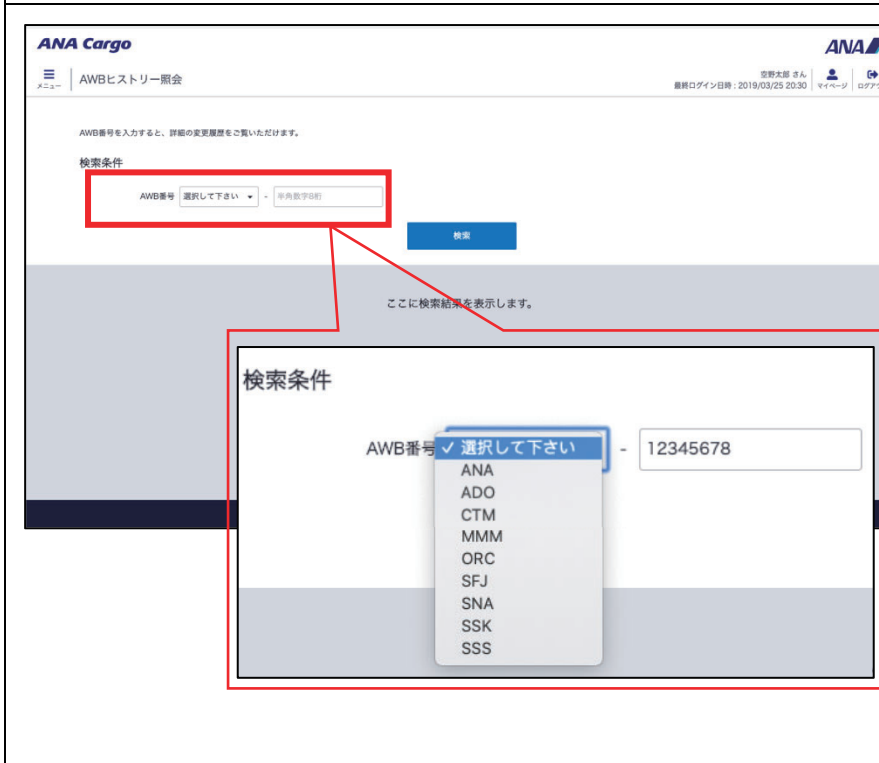 ANA Cargo
ANA
メニュー
AWBヒストリー照会
空野太郎 さん
最終ログイン日時 : 2019/03/25 20:30
マイページ
ログアウ
AWB番号を入力すると、詳細の変更履歴をご覧いただけます。
検索条件
AWB番号 選択して下さい - 半角数字8桁
検索
ここに検索結果を表示します。
検索条件
AWB番号 ✓ 選択して下さい - 12345678
ANA
ADO
CTM
MMM
ORC
SFJ
SNA
SSK
SSS